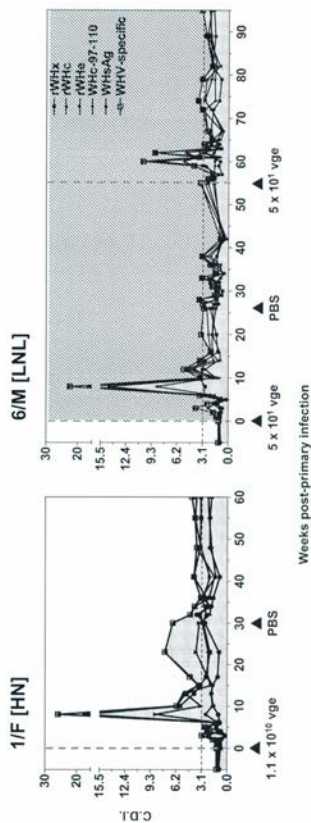 1/F [HN]
C.D.I.
30
25
20
15.5
12.4
9.3
6.2
3.1
0.0
0
10
20
30
40
50
60
1.1 x 10¹⁰ vge
PBS
6/M [LNL]
30
25
20
15.5
12.4
9.3
6.2
3.1
0.0
0
10
20
30
40
50
60
70
80
90
5 x 10¹ vge
PBS
5 x 10¹ vge
rWHx
rWHc
rWHe
WHc-97-110
WHsAg
WHV-specific
Weeks post-primary infection